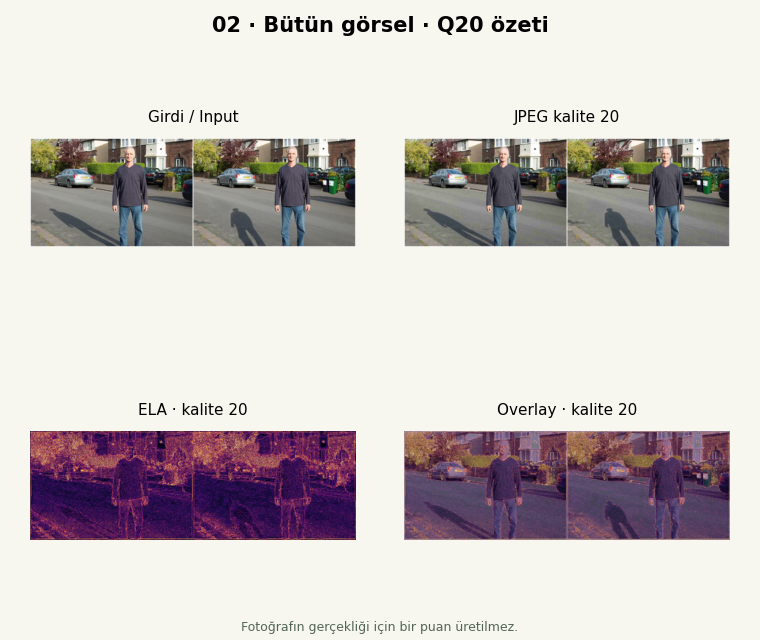 02 · Bütün görsel · Q20 özeti
Girdi / Input
JPEG kalite 20
ELA · kalite 20
Overlay · kalite 20
Fotoğrafın gerçekliği için bir puan üretilmez.